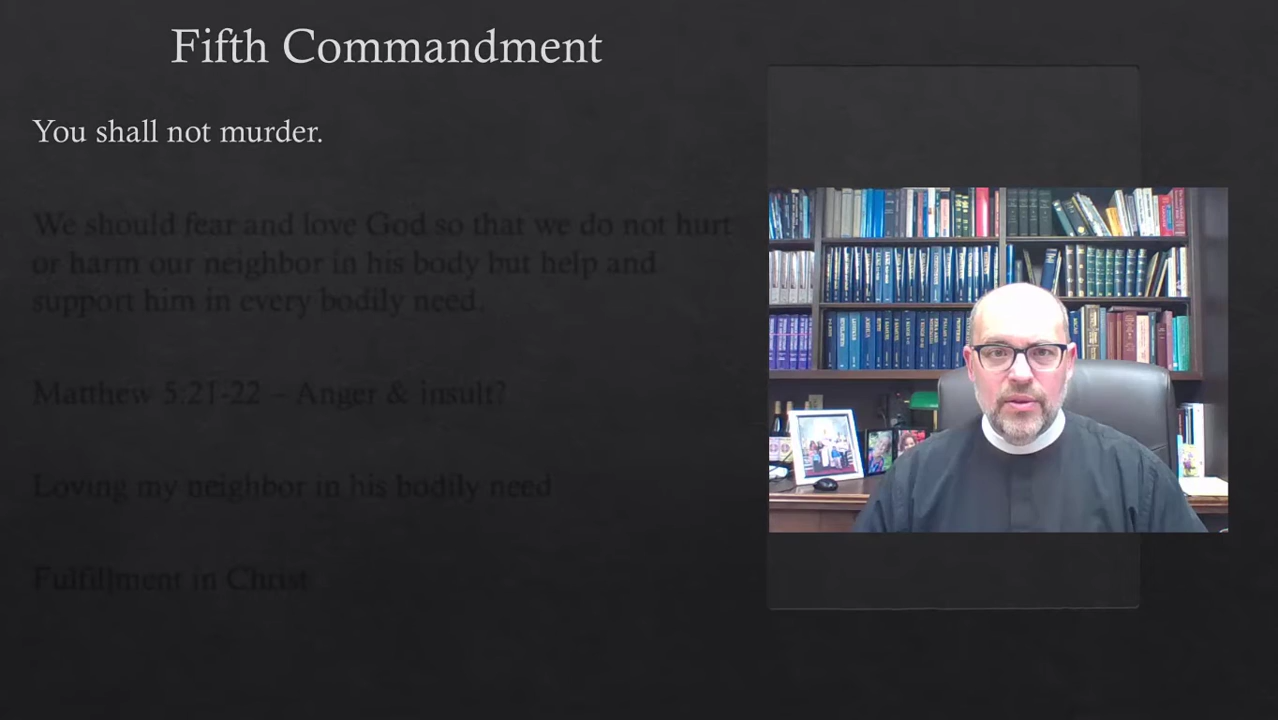 Fifth Commandment
You shall not murder.
We should fear and love God so that we do not hurt
or harm our neighbor in his body but help and
support him in every bodily need.
Matthew 5:21-22 – Anger & insult?
Loving my neighbor in his bodily need
Fulfillment in Christ